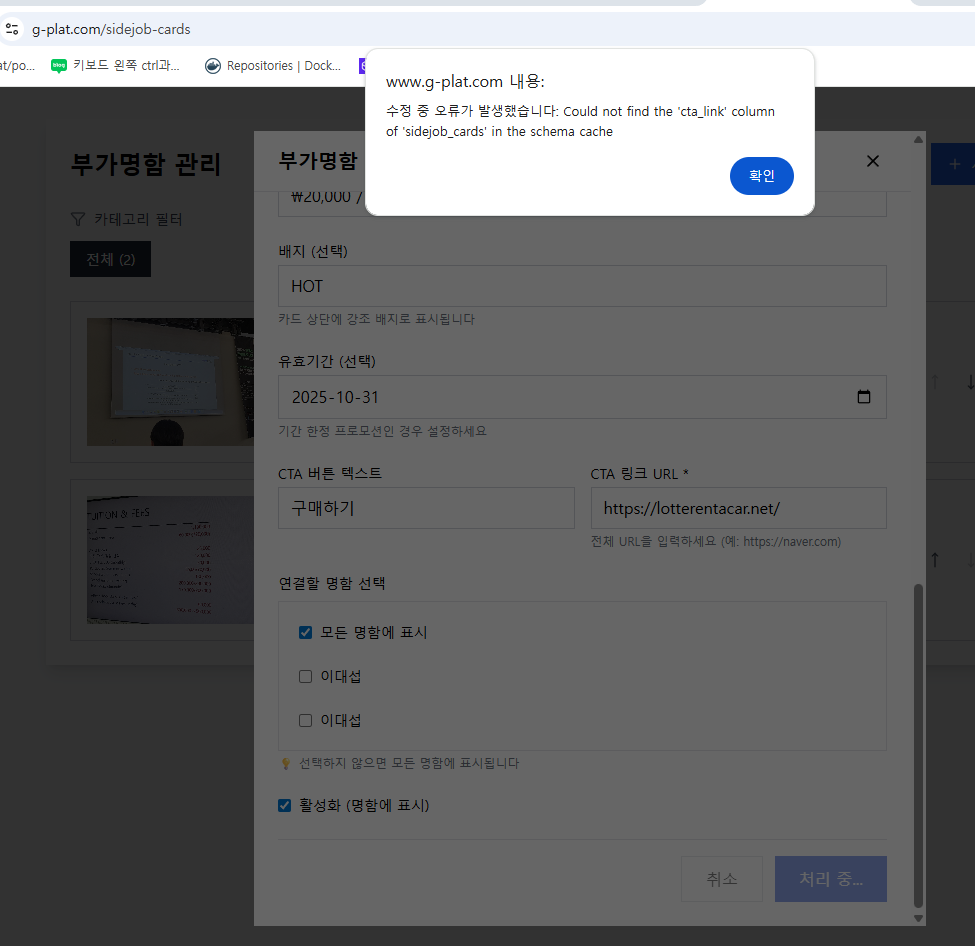 g-plat.com/sidejob-cards
at/po...
blog
키보드 왼쪽 ctrl과...
Repositories | Dock...
www.g-plat.com 내용:
수정 중 오류가 발생했습니다: Could not find the 'cta_link' column
of 'sidejob_cards' in the schema cache
확인
부가명함 관리
카테고리 필터
전체 (2)
TUITION & FEES
부가명함
₩20,000 /
배지 (선택)
HOT
카드 상단에 강조 배지로 표시됩니다
유효기간 (선택)
2025-10-31
기간 한정 프로모션인 경우 설정하세요
CTA 버튼 텍스트
구매하기
CTA 링크 URL *
https://lotterentacar.net/
전체 URL을 입력하세요 (예: https://naver.com)
연결할 명함 선택
모든 명함에 표시
이대섭
이대섭
선택하지 않으면 모든 명함에 표시됩니다
활성화 (명함에 표시)
취소
처리 중...